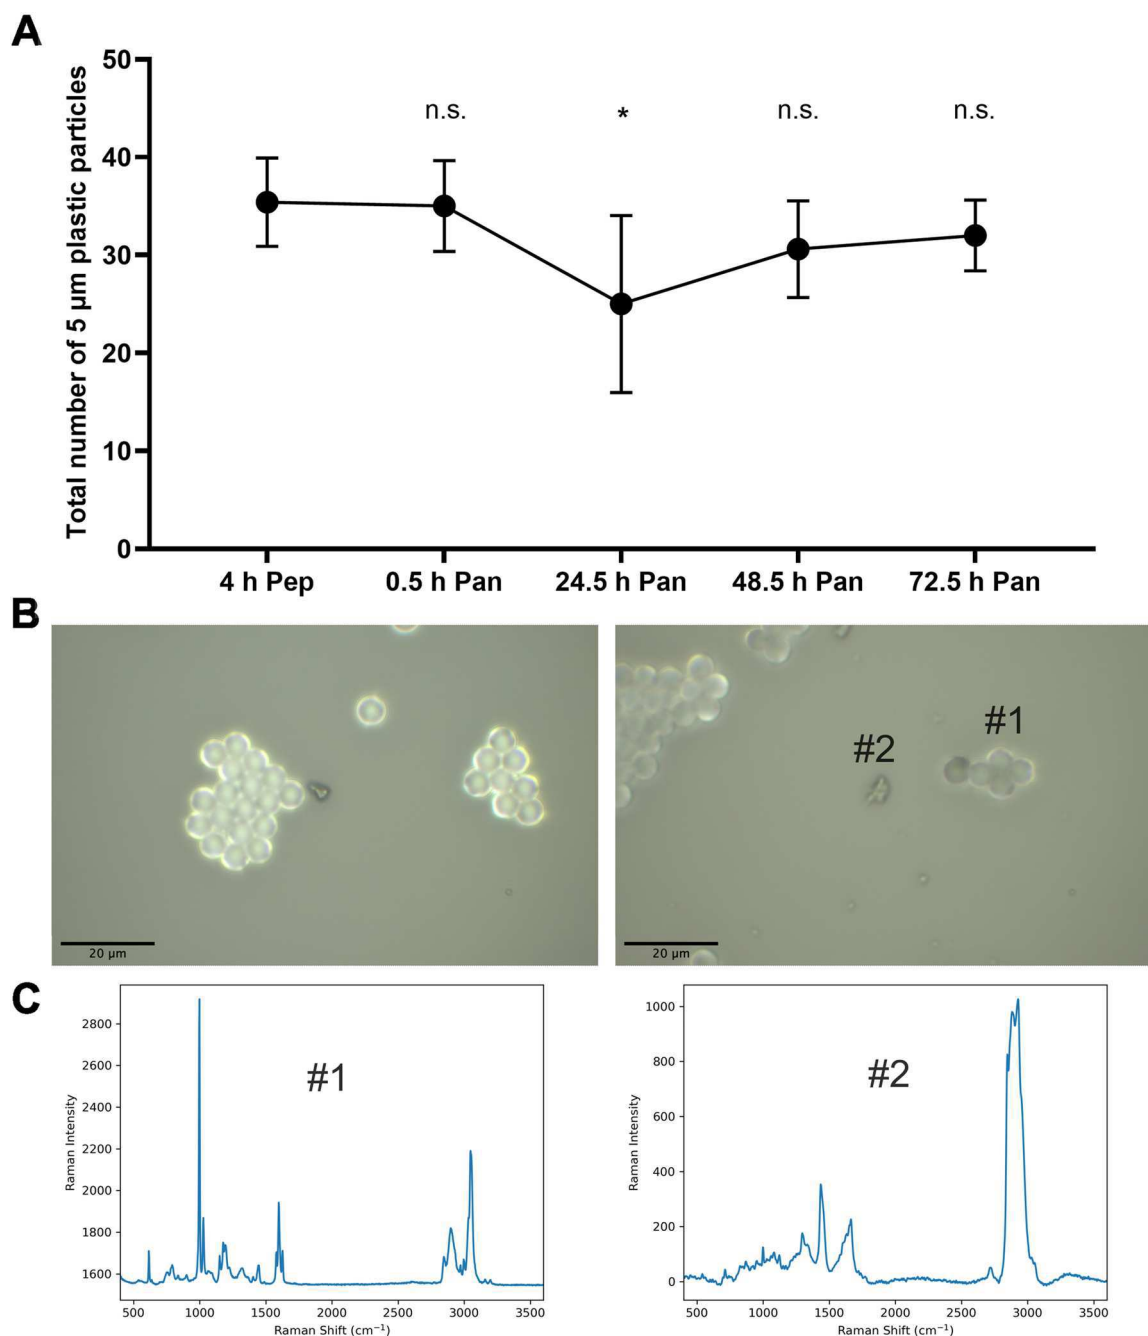 A
Total number of 5 µm plastic particles
50
40
30
20
10
0
n.s.
*
n.s.
n.s.
4 h Pep
0.5 h Pan
24.5 h Pan
48.5 h Pan
72.5 h Pan
B
20 µm
#2
#1
20 µm
C
Raman Intensity
2800
2600
2400
2200
2000
1800
1600
#1
500 1000 1500 2000 2500 3000 3500
Raman Shift (cm⁻¹)
Raman Intensity
1000
800
600
400
200
0
#2
500 1000 1500 2000 2500 3000 3500
Raman Shift (cm⁻¹)